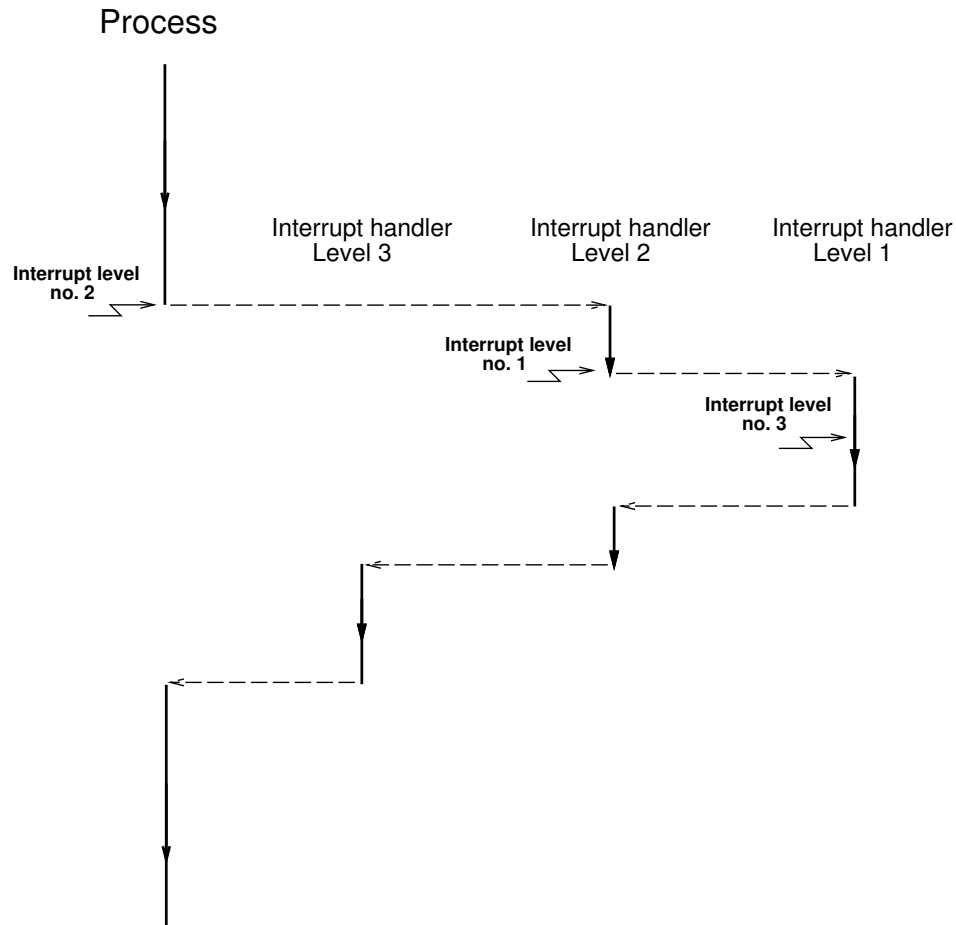 Process
Interrupt handler
Level 3
Interrupt handler
Level 2
Interrupt handler
Level 1
Interrupt level
no. 2
Interrupt level
no. 1
Interrupt level
no. 3